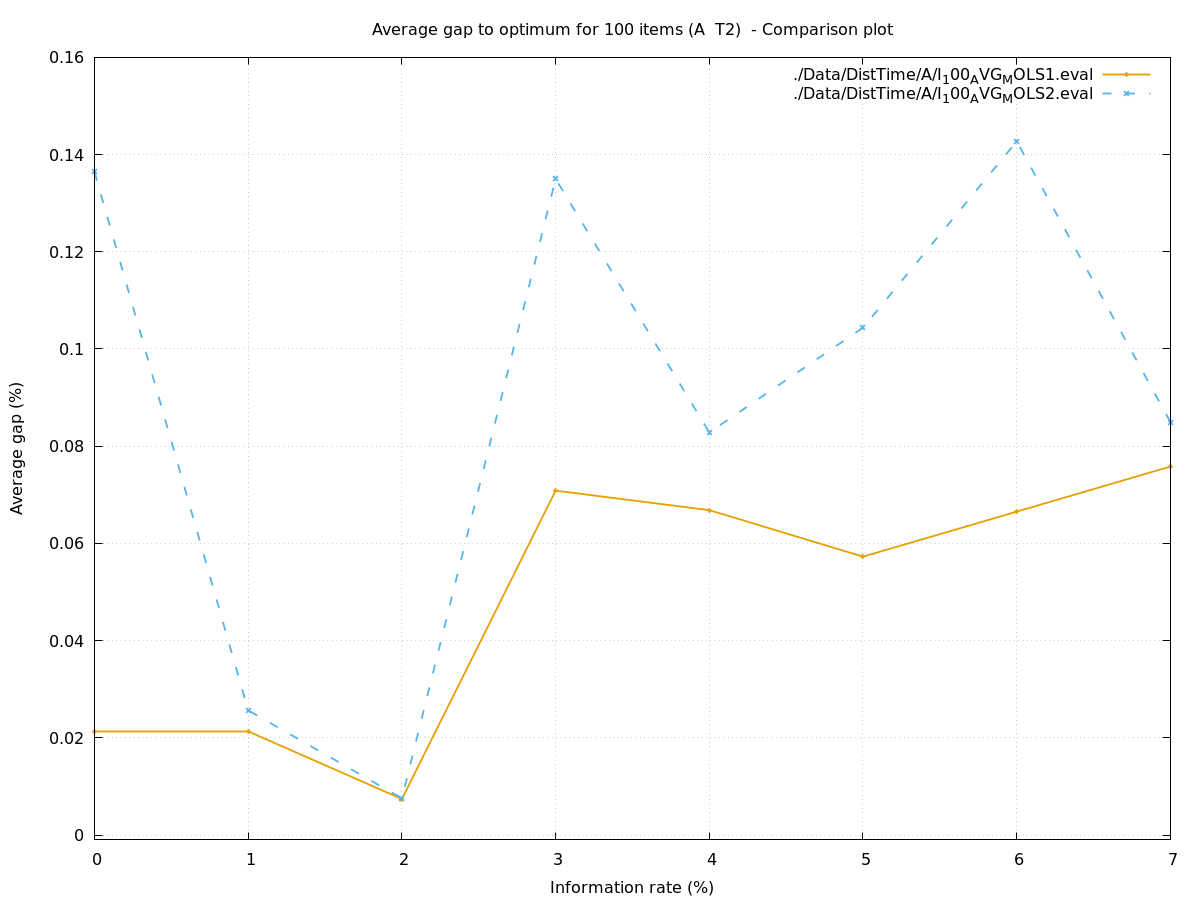 Average gap to optimum for 100 items (A  T2)  - Comparison plot
./Data/DistTime/A/I₁00_AVG_MOLS1.eval
./Data/DistTime/A/I₁00_AVG_MOLS2.eval
0.16
0.14
0.12
0.1
0.08
0.06
0.04
0.02
0
Average gap (%)
0 1 2 3 4 5 6 7
Information rate (%)